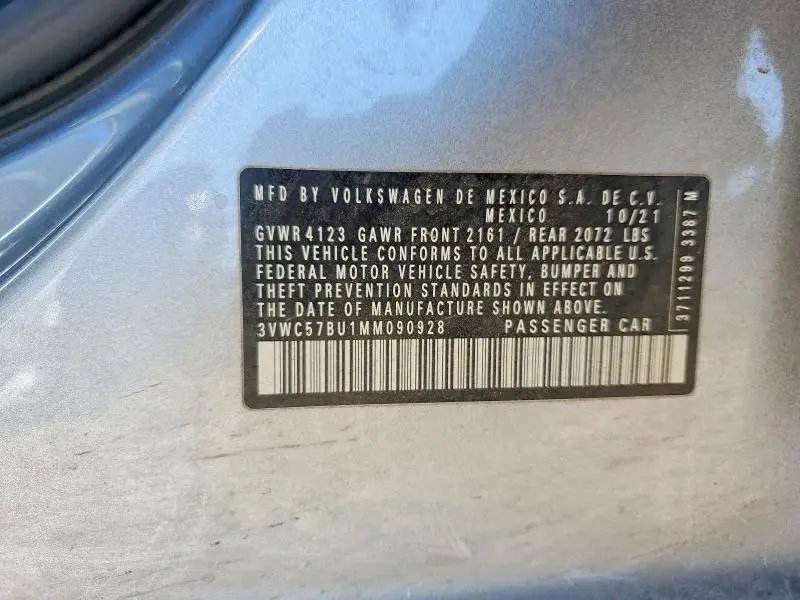 MFD BY VOLKSWAGEN DE MEXICO S.A. DE C.V.
MEXICO 10/21
GVWR 4123 GAWR FRONT 2161 / REAR 2072 LBS
THIS VEHICLE CONFORMS TO ALL APPLICABLE U.S.
FEDERAL MOTOR VEHICLE SAFETY, BUMPER AND
THEFT PREVENTION STANDARDS IN EFFECT ON
THE DATE OF MANUFACTURE SHOWN ABOVE.
3VWC57BU1MM090928 PASSENGER CAR
3711299 3387 M